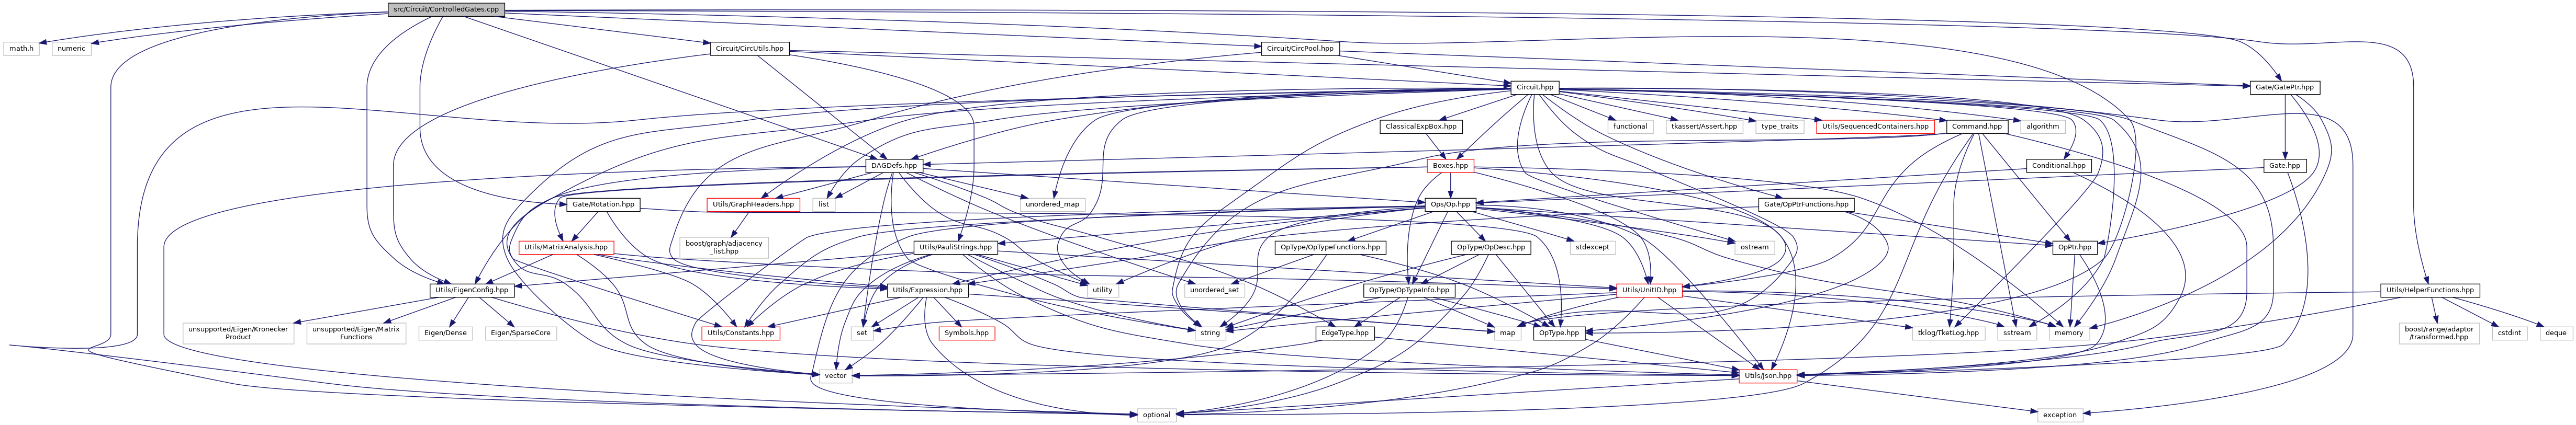 src/Circuit/ControlledGates.cpp
math.h
numeric
Circuit/CircUtils.hpp
Circuit/CircPool.hpp
Circuit.hpp
Gate/GatePtr.hpp
ClassicalExpBox.hpp
functional
tkassert/Assert.hpp
type_traits
Utils/SequencedContainers.hpp
Command.hpp
algorithm
DAGDefs.hpp
Boxes.hpp
Conditional.hpp
Gate.hpp
Gate/Rotation.hpp
Utils/GraphHeaders.hpp
list
unordered_map
Ops/Op.hpp
Gate/OpPtrFunctions.hpp
Utils/MatrixAnalysis.hpp
boost/graph/adjacency
_list.hpp
Utils/PauliStrings.hpp
OpType/OpTypeFunctions.hpp
OpType/OpDesc.hpp
stdexcept
ostream
OpPtr.hpp
Utils/EigenConfig.hpp
Utils/Expression.hpp
utility
unordered_set
OpType/OpTypeInfo.hpp
Utils/UnitID.hpp
Utils/HelperFunctions.hpp
unsupported/Eigen/Kronecker
Product
unsupported/Eigen/Matrix
Functions
Eigen/Dense
Eigen/SparseCore
Utils/Constants.hpp
set
Symbols.hpp
string
EdgeType.hpp
map
OpType.hpp
tklog/TketLog.hpp
sstream
memory
boost/range/adaptor
/transformed.hpp
cstdint
deque
vector
Utils/Json.hpp
optional
exception